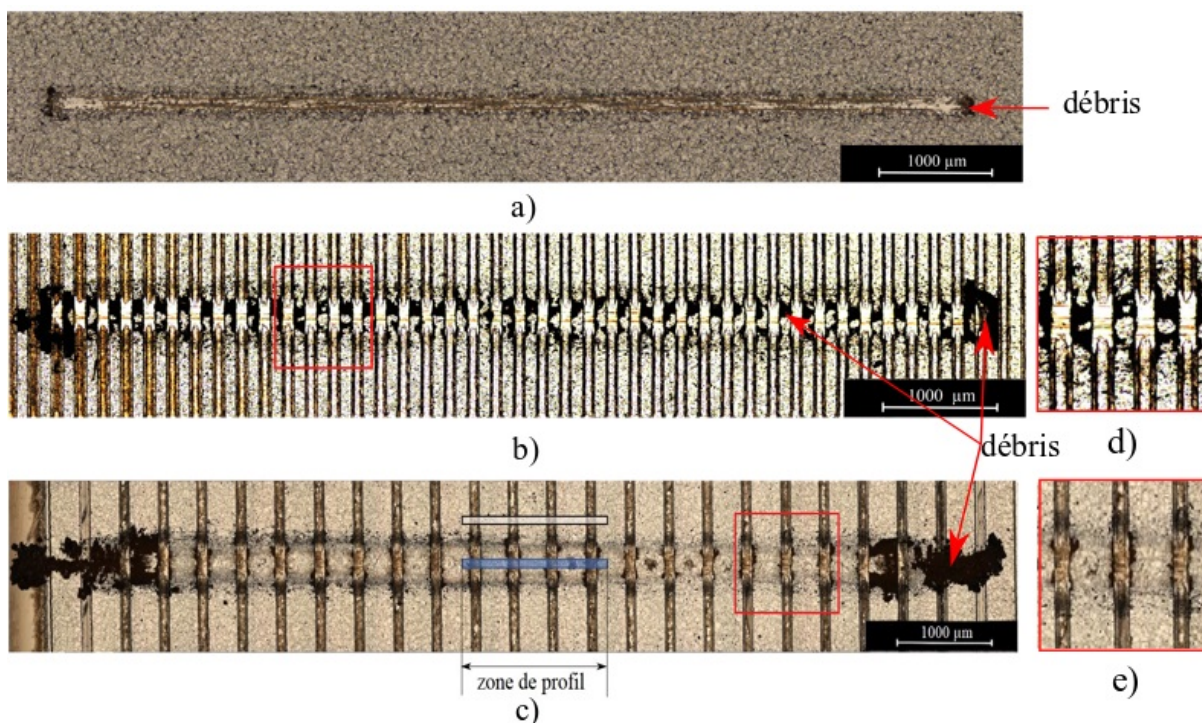 débris
1000 µm
a)
1000 µm
b)
débris
d)
1000 µm
zone de profil
c)
e)